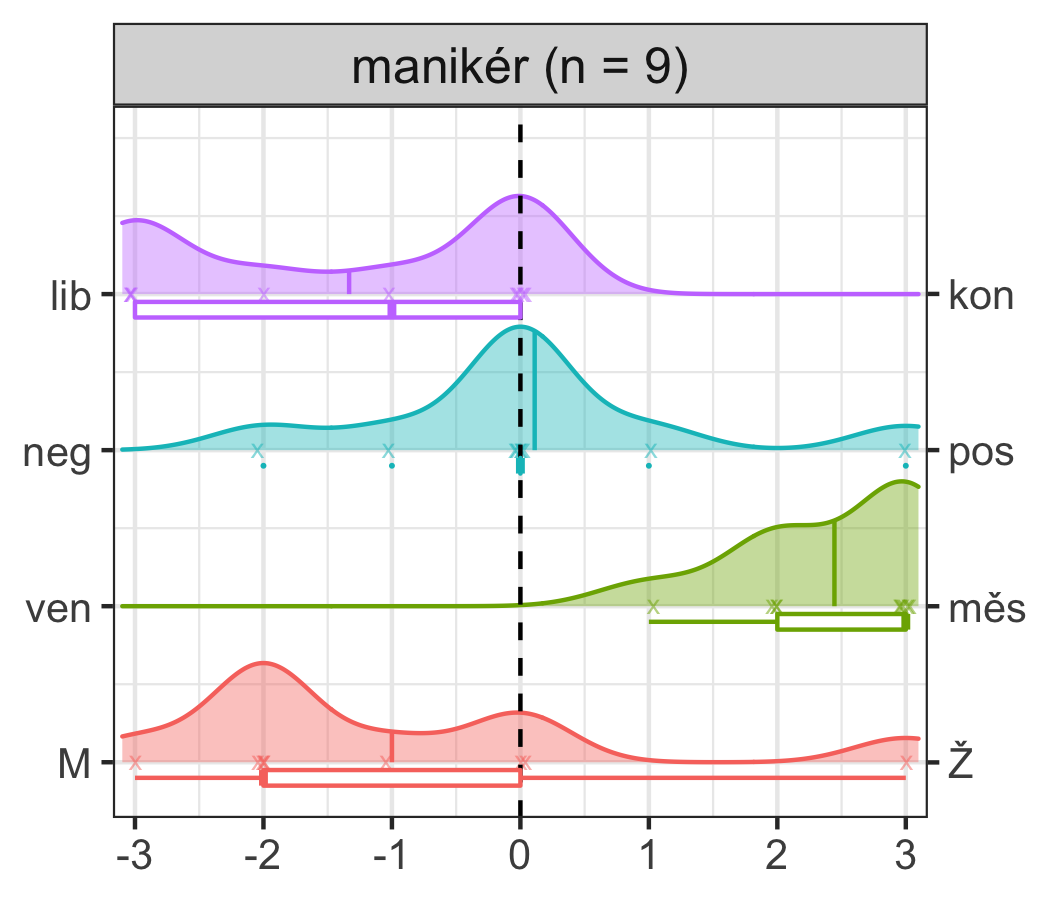 manikér (n = 9)
lib kon
neg pos
ven měs
M Ž
-3 -2 -1 0 1 2 3